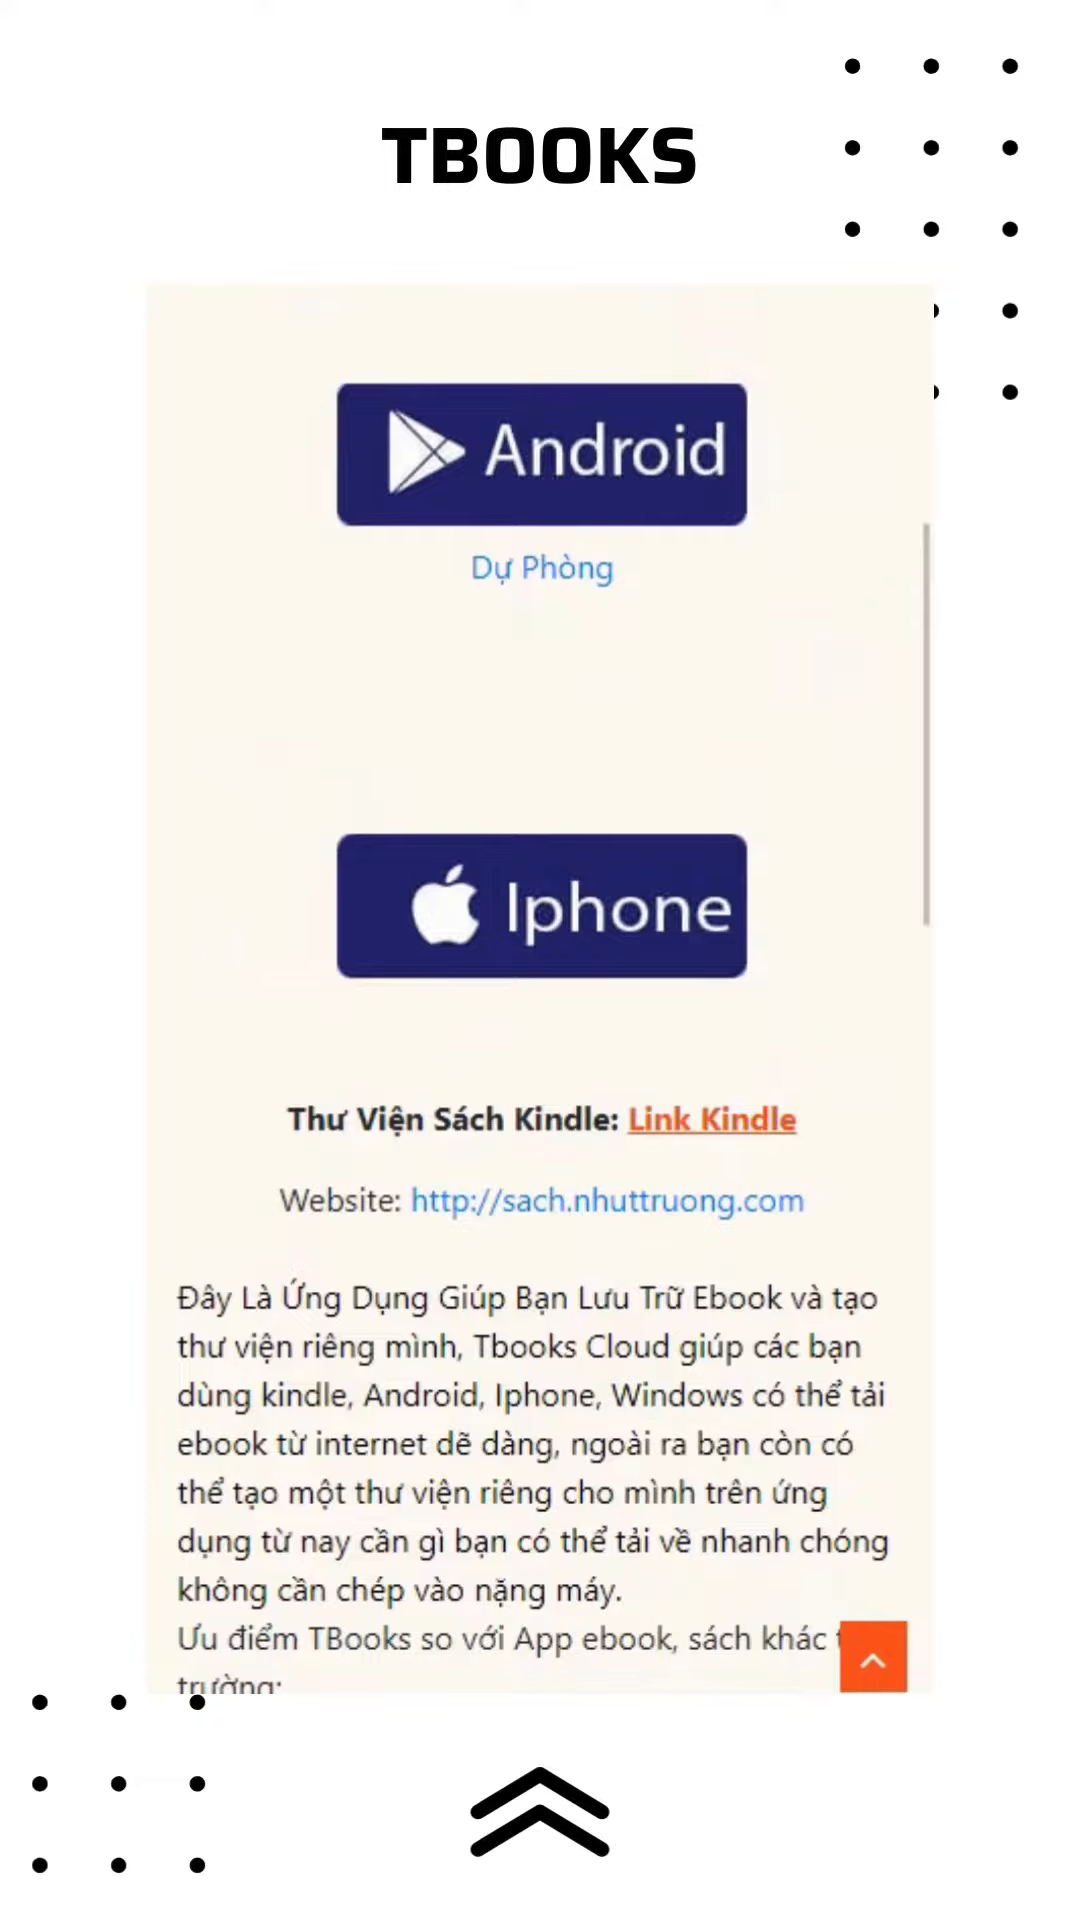 TBOOKS
Android
Dự Phòng
Iphone
Thư Viện Sách Kindle: Link Kindle
Website: http://sach.nhuttruong.com
Đây Là Ứng Dụng Giúp Bạn Lưu Trữ Ebook và tạo
thư viện riêng mình, Tbooks Cloud giúp các bạn
dùng kindle, Android, Iphone, Windows có thể tải
ebook từ internet dẽ dàng, ngoài ra bạn còn có
thể tạo một thư viện riêng cho mình trên ứng
dụng từ nay cần gì bạn có thể tải về nhanh chóng
không cần chép vào nặng máy.
Ưu điểm TBooks so với App ebook, sách khác
trường: